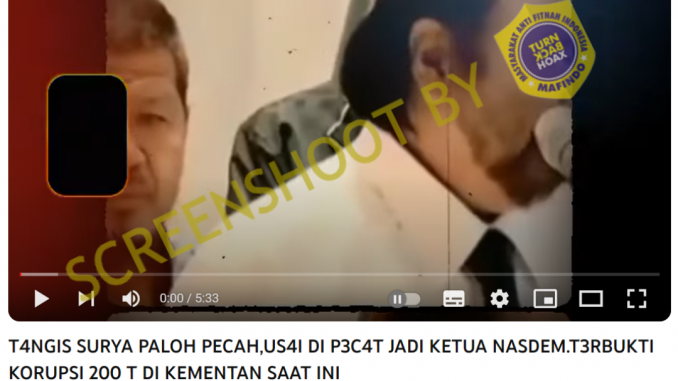 MASYARAKAT ANTI FITNAH INDONESIA
TURN
BACK
HOAX
MAFINDO
SCREENSHOOT BY
0:00 / 5:33
T4NGIS SURYA PALOH PECAH,US4I DI P3C4T JADI KETUA NASDEM.T3RBUKTI
KORUPSI 200 T DI KEMENTAN SAAT INI